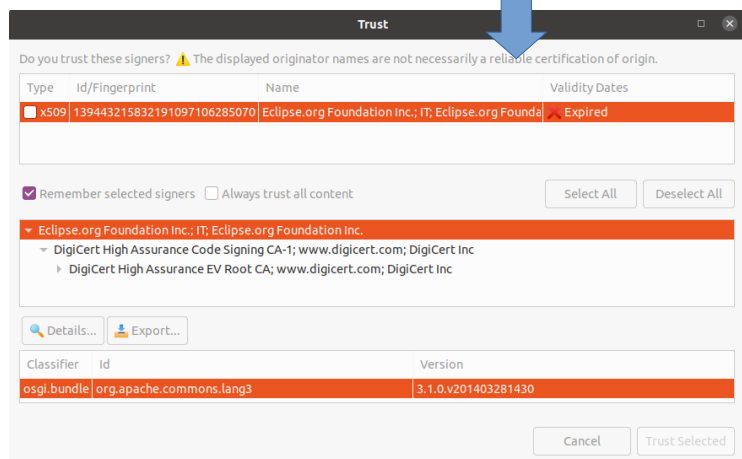 Trust
Do you trust these signers? The displayed originator names are not necessarily a reliable certification of origin.
Type Id/Fingerprint Name Validity Dates
x509 13944321583219109710628507​0 Eclipse.org Foundation Inc.; IT; Eclipse.org Founda Expired
Remember selected signers Always trust all content Select All Deselect All
Eclipse.org Foundation Inc.; IT; Eclipse.org Foundation Inc.
DigiCert High Assurance Code Signing CA-1; www.digicert.com; DigiCert Inc
DigiCert High Assurance EV Root CA; www.digicert.com; DigiCert Inc
Details... Export...
Classifier Id Version
osgi.bundle org.apache.commons.lang3 3.1.0.v201403281430
Cancel Trust Selected